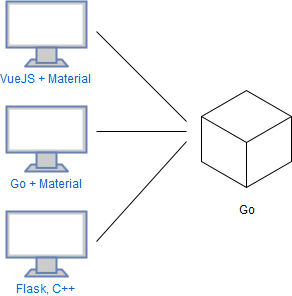 VueJS + Material
Go + Material
Go
Flask, C++